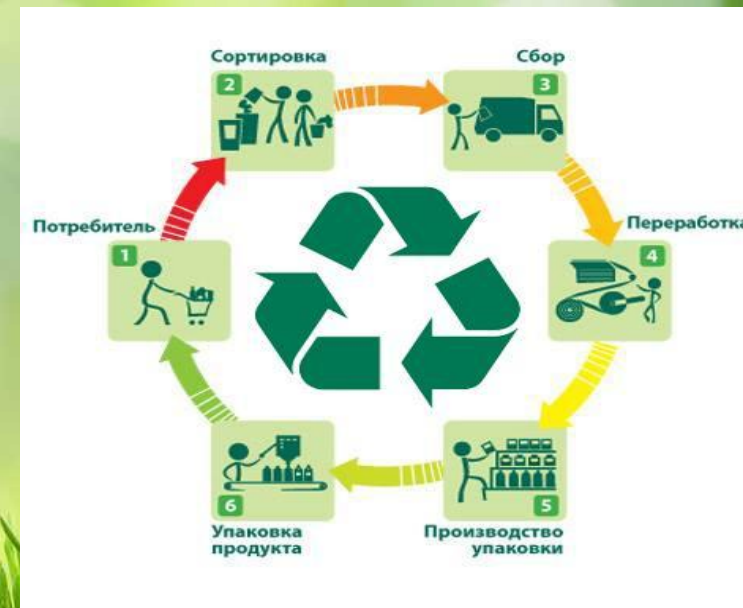 Потребитель
1
Сортировка
2
Сбор
3
Переработка
4
5
Производство
упаковки
6
Упаковка
продукта